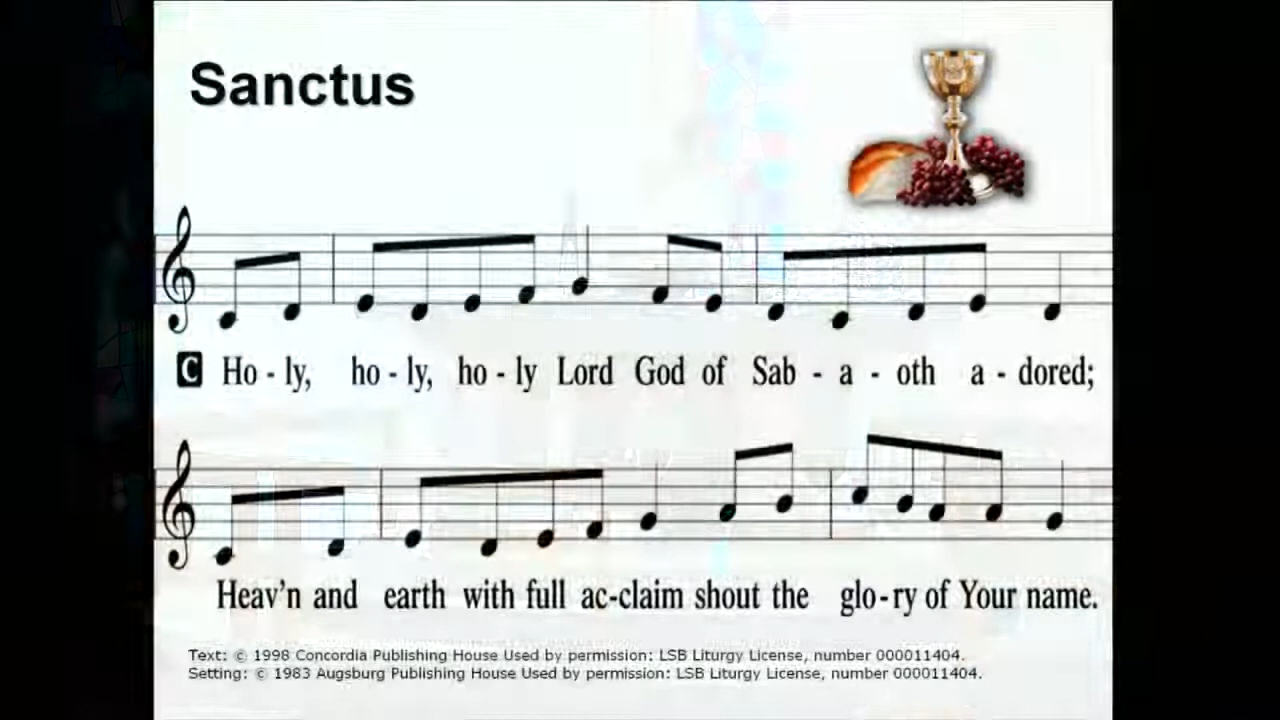 Sanctus
C Ho - ly, ho - ly, ho - ly Lord God of Sab - a - oth a - dored;
Heav'n and earth with full ac-claim shout the glo-ry of Your name.
Text: © 1998 Concordia Publishing House Used by permission: LSB Liturgy License, number 000011404.
Setting: © 1983 Augsburg Publishing House Used by permission: LSB Liturgy License, number 000011404.